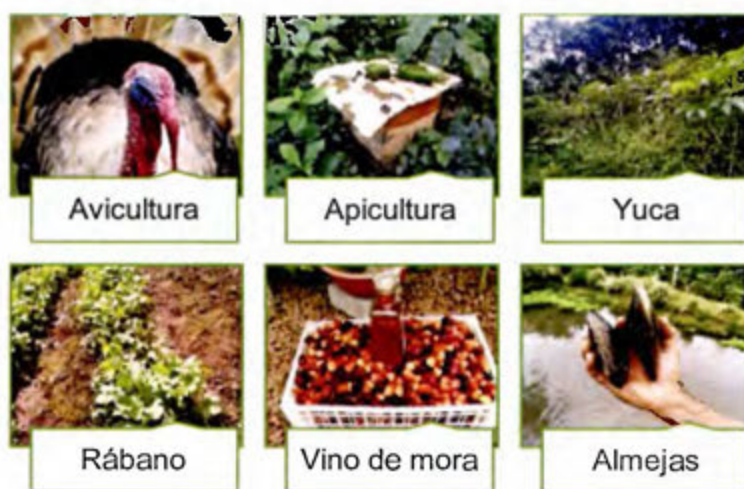 Avicultura
Apicultura
Yuca
Rábano
Vino de mora
Almejas